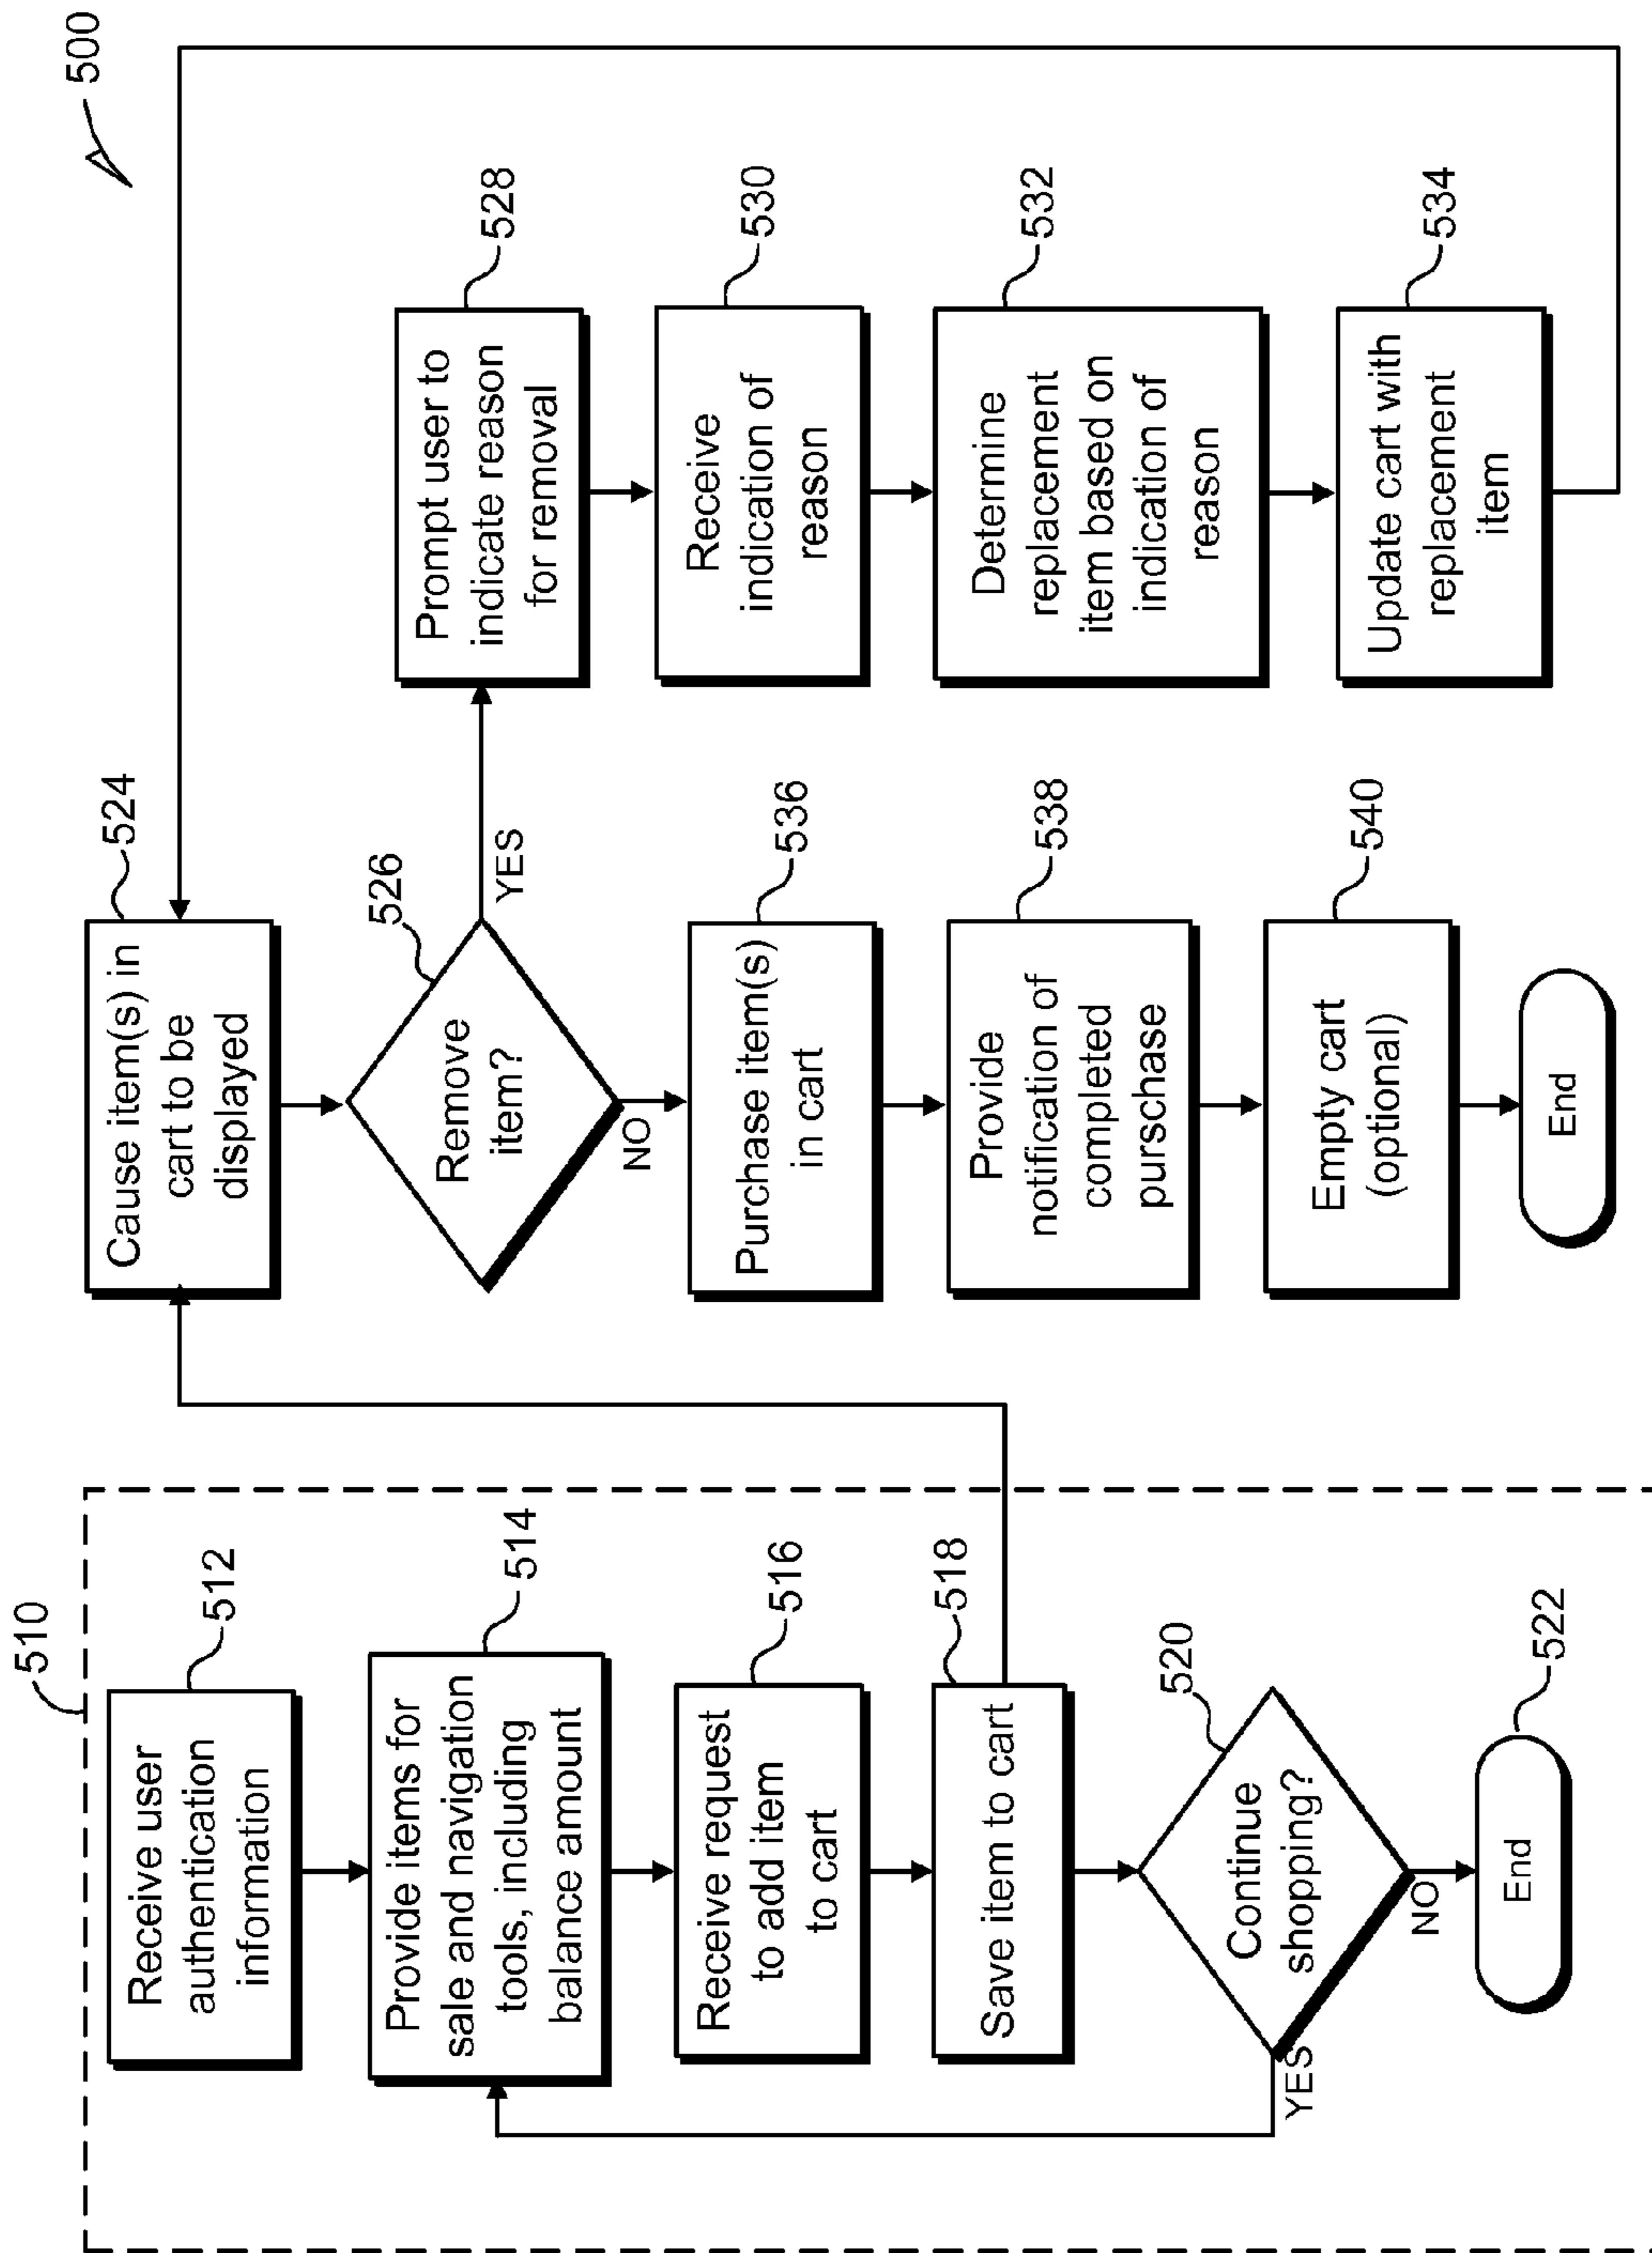 500
510
Receive user
authentication
information
512
Provide items for
sale and navigation
tools, including
balance amount
514
Receive request
to add item
to cart
516
Save item to cart
518
Continue
shopping?
520
YES
NO
End
522
Cause item(s) in
cart to be
displayed
524
Remove
item?
526
YES
NO
Purchase item(s)
in cart
536
Provide
notification of
completed
purschase
538
Empty cart
(optional)
540
End
Prompt user to
indicate reason
for removal
528
Receive
indication of
reason
530
Determine
replacement
item based on
indication of
reason
532
Update cart with
replacement
item
534